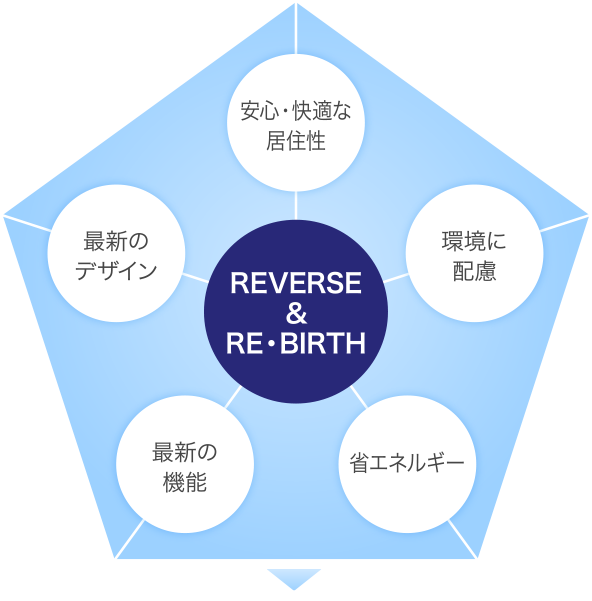 安心・快適な
居住性
最新の
デザイン
環境に
配慮
REVERSE
&
RE・BIRTH
最新の
機能
省エネルギー